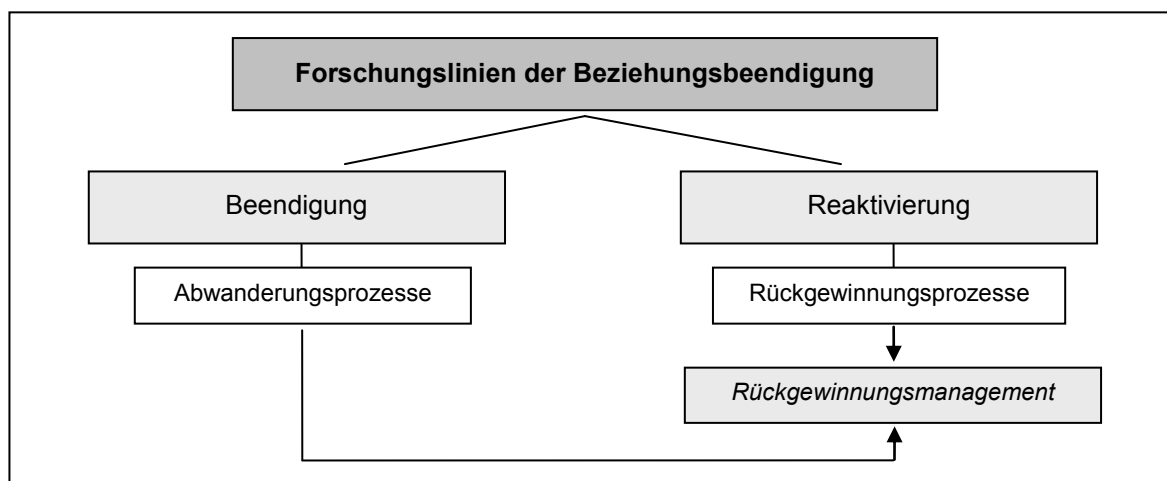 Forschungslinien der Beziehungsbeendigung
Beendigung
Reaktivierung
Abwanderungsprozesse
Rückgewinnungsprozesse
Rückgewinnungsmanagement